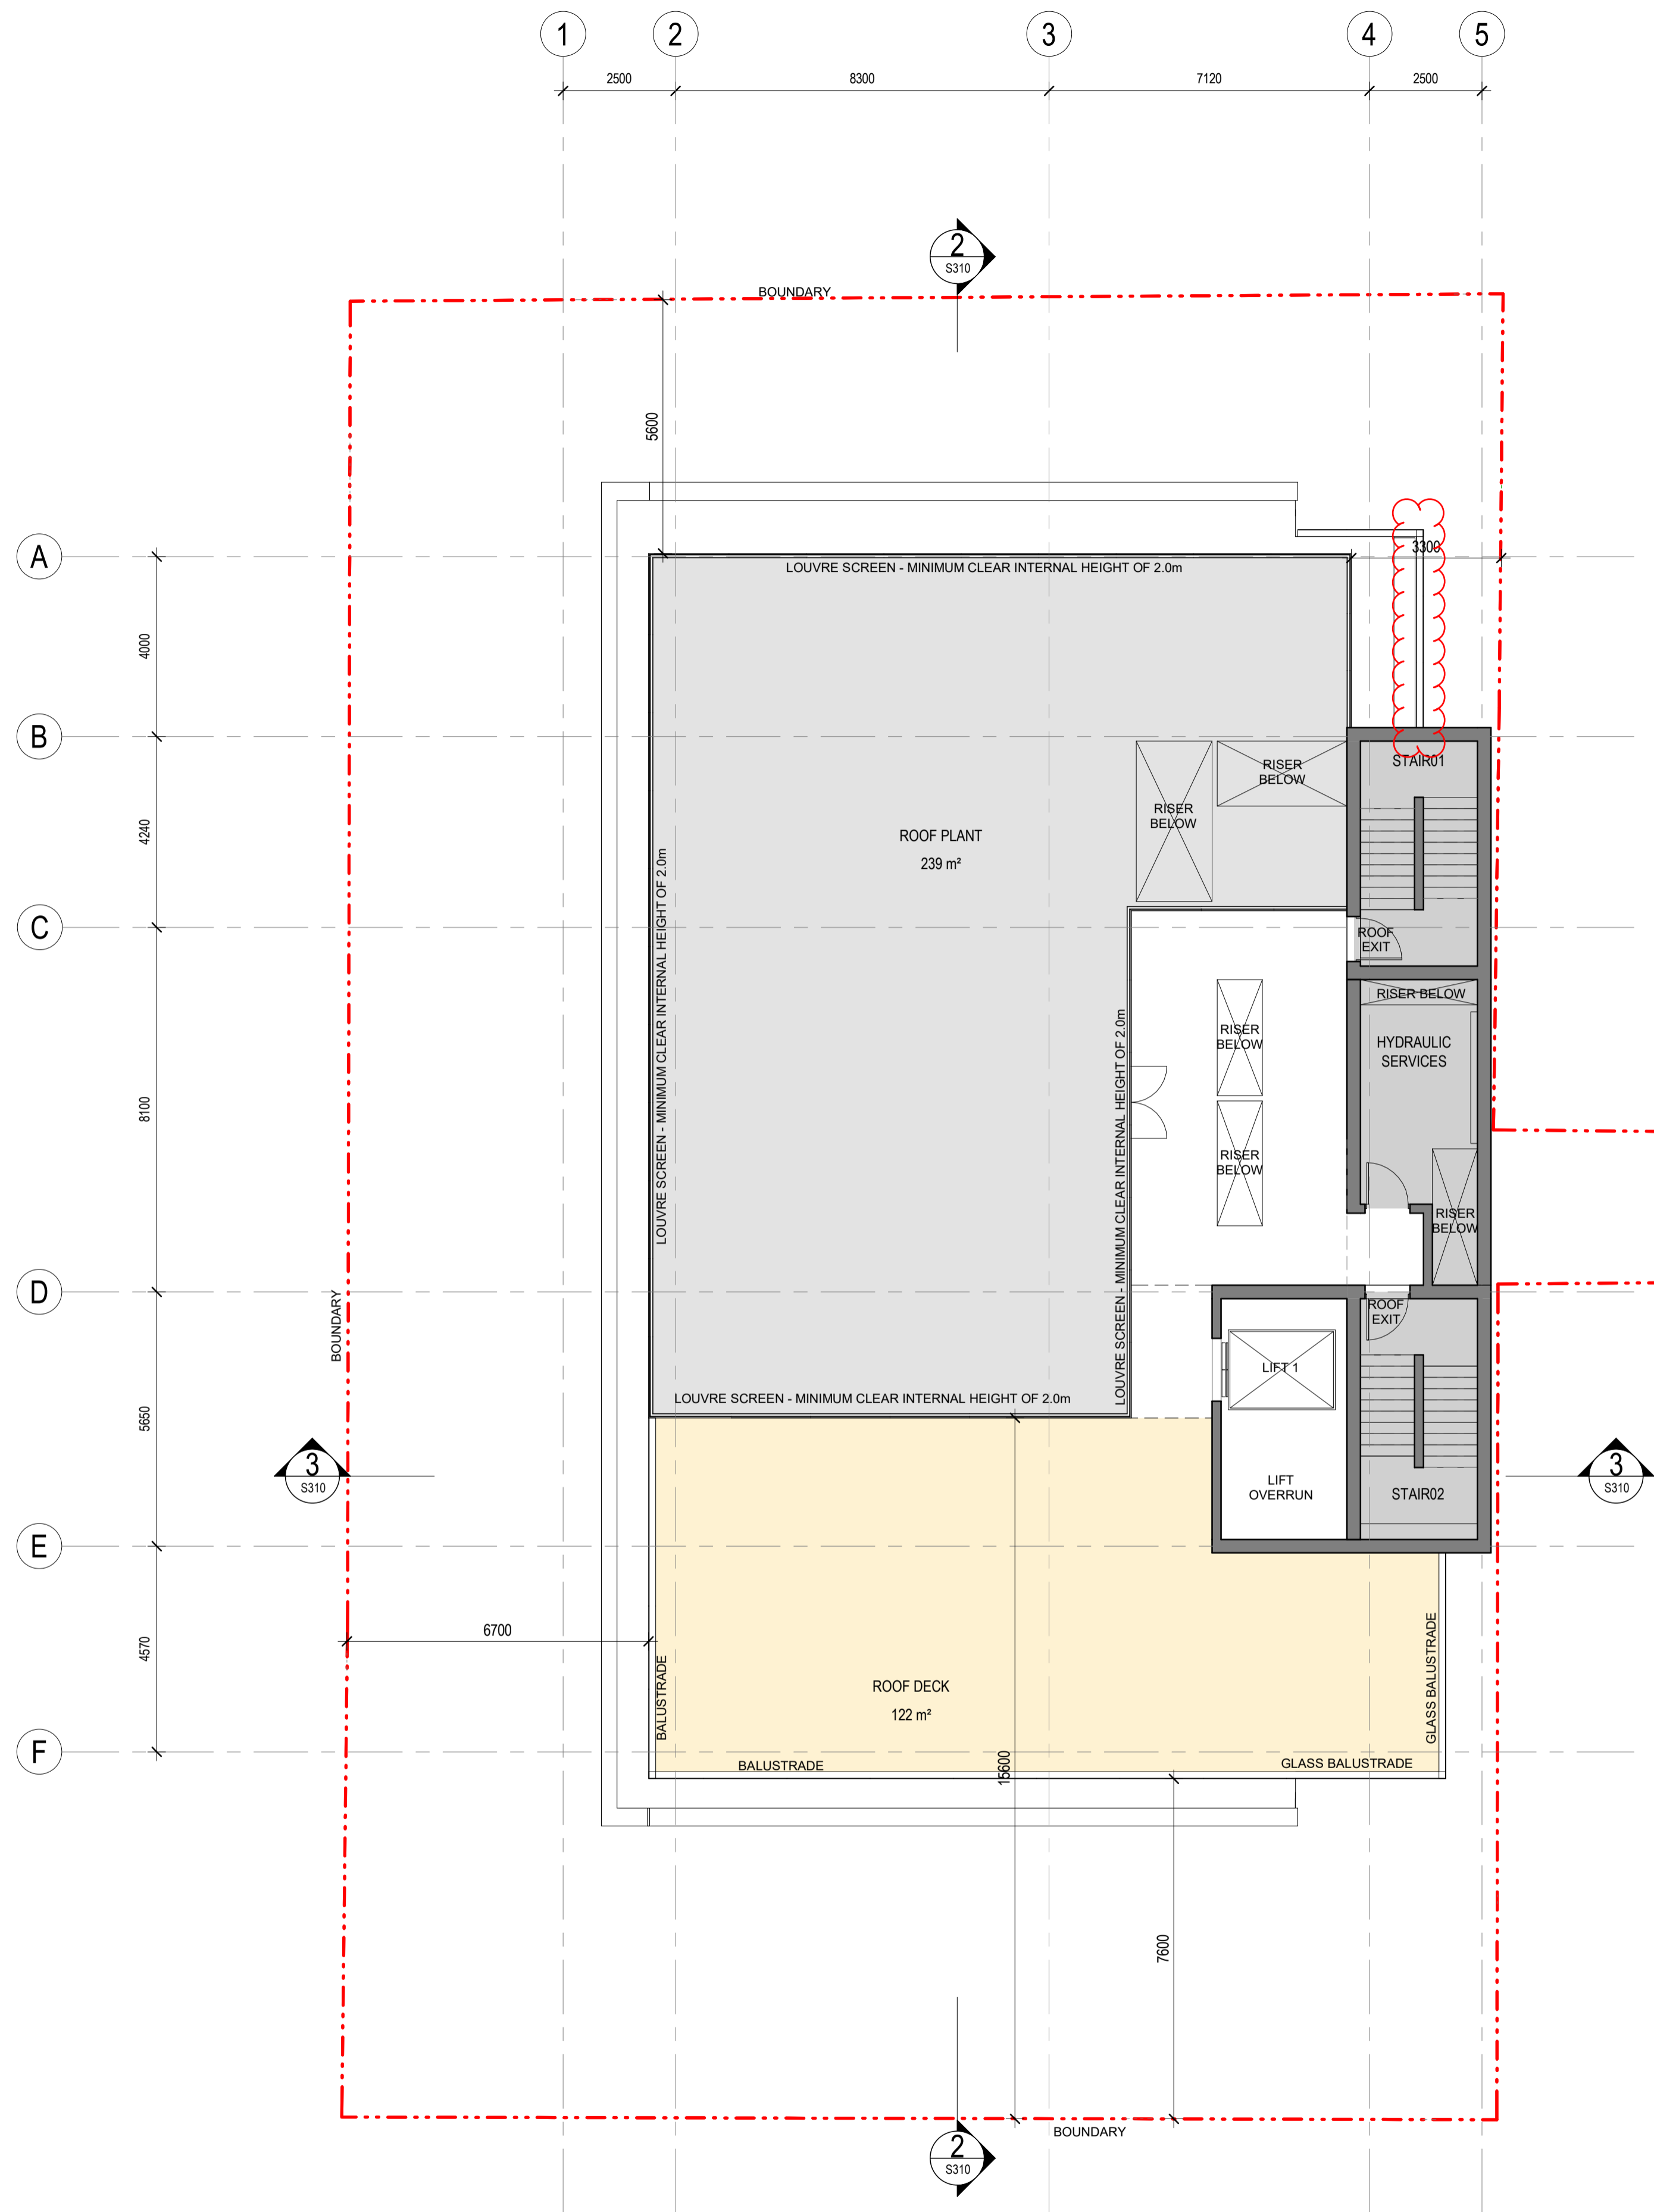 1 2 3 4 5
2500 8300 7120 2500
2
S310
BOUNDARY
5600
A
3300
LOUVRE SCREEN - MINIMUM CLEAR INTERNAL HEIGHT OF 2.0m
4000
B
STAIR01
RISER
BELOW
RISER
BELOW
ROOF PLANT
239 m²
4240
LOUVRE SCREEN - MINIMUM CLEAR INTERNAL HEIGHT OF 2.0m
C
ROOF
EXIT
RISER BELOW
HYDRAULIC
SERVICES
RISER
BELOW
LOUVRE SCREEN - MINIMUM CLEAR INTERNAL HEIGHT OF 2.0m
8100
RISER
BELOW
RISER
BELOW
D
BOUNDARY
ROOF
EXIT
LIFT 1
LOUVRE SCREEN - MINIMUM CLEAR INTERNAL HEIGHT OF 2.0m
5650
3
S310
3
S310
LIFT
OVERRUN
STAIR02
E
6700
4570
BALUSTRADE
GLASS BALUSTRADE
ROOF DECK
122 m²
F
BALUSTRADE
GLASS BALUSTRADE
15600
7600
BOUNDARY
2
S310